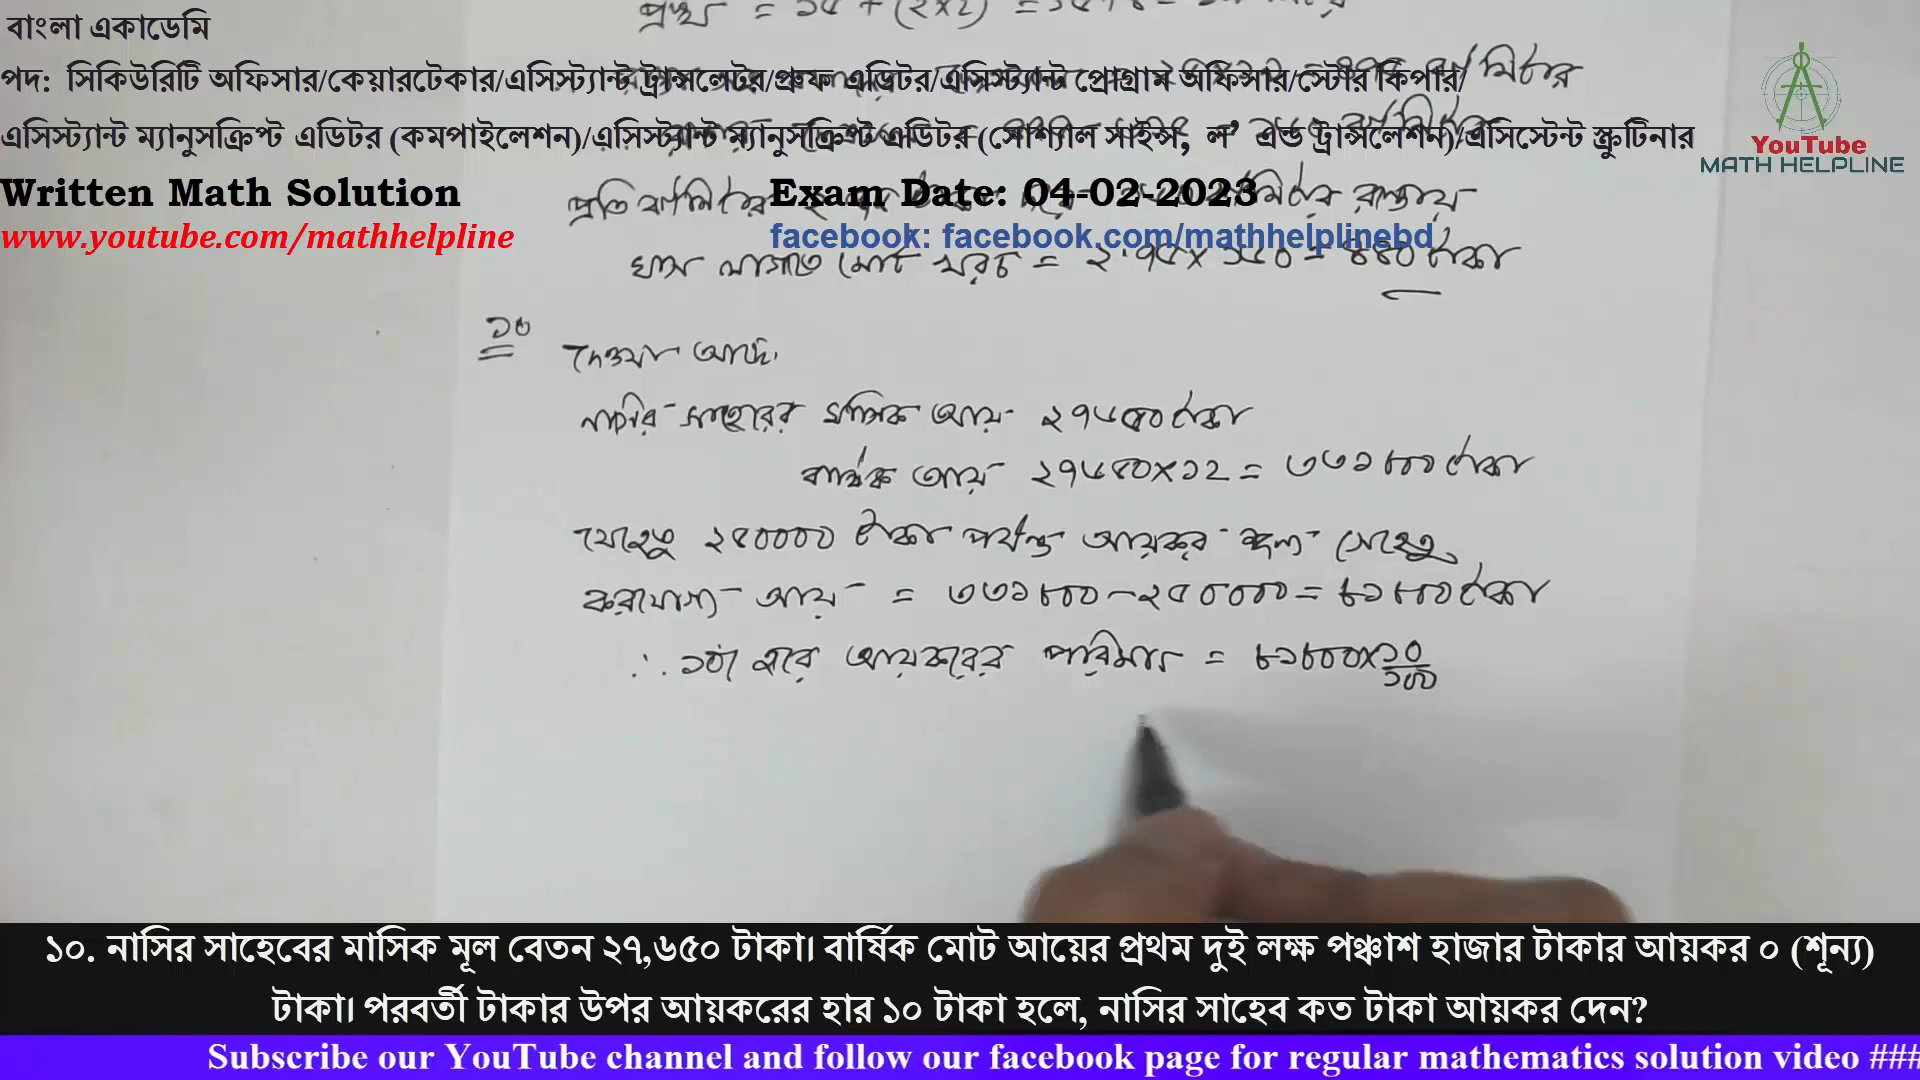 বাংলা একাডেমি
পদ: সিকিউরিটি অফিসার/কেয়ারটেকার/এসিস্ট্যান্ট ট্রান্সলেটর/প্রুফ এডিটর/এসিস্ট্যান্ট প্রোগ্রাম অফিসার/স্টোর কিপার/
এসিস্ট্যান্ট ম্যানুসক্রিপ্ট এডিটর (কমপাইলেশন)/এসিস্ট্যান্ট ম্যানুসক্রিপ্ট এডিটর (সোশ্যাল সাইন্স, ল’ এন্ড ট্রান্সলেশন)/এসিস্টেন্ট স্ক্রুটিনার
YouTube
MATH HELPLINE
Written Math Solution Exam Date: 04-02-2023
www.youtube.com/mathhelpline facebook: facebook.com/mathhelplinebd
ঘাস লাগাতে মোট খরচ = ২.৭৫×১৬০ = ৪৪০ টাকা
১০ দেওয়া আছে,
নাসির সাহেবের মাসিক আয় ২৭৬৫০ টাকা
বার্ষিক আয় ২৭৬৫০×১২ = ৩৩১৮০০ টাকা
যেহেতু ২৫০০০০ টাকা পর্যন্ত আয়কর শূন্য সেহেতু
করযোগ্য আয় = ৩৩১৮০০-২৫০০০০ = ৮১৮০০ টাকা
∴ ১০% হারে আয়করের পরিমাণ = ৮১৮০০×১০/১০০
১০. নাসির সাহেবের মাসিক মূল বেতন ২৭,৬৫০ টাকা। বার্ষিক মোট আয়ের প্রথম দুই লক্ষ পঞ্চাশ হাজার টাকার আয়কর ০ (শূন্য)
টাকা। পরবর্তী টাকার উপর আয়করের হার ১০ টাকা হলে, নাসির সাহেব কত টাকা আয়কর দেন?
Subscribe our YouTube channel and follow our facebook page for regular mathematics solution video ###